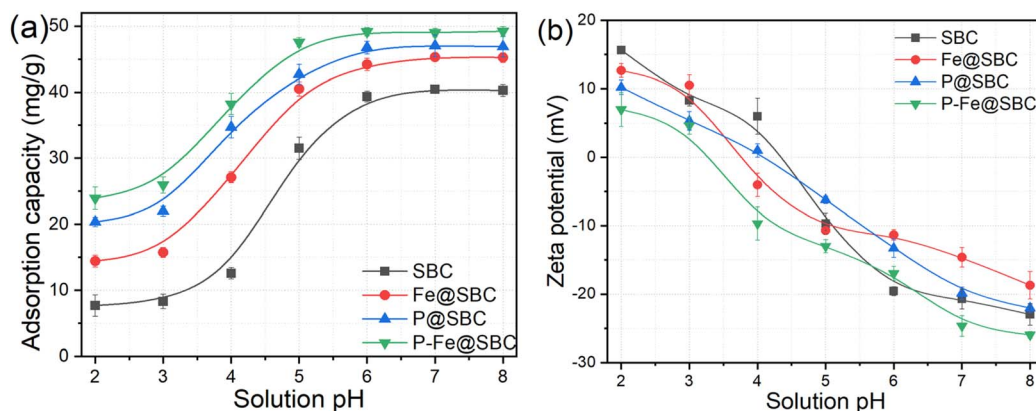 (a)
Adsorption capacity (mg/g)
50
40
30
20
10
0
SBC
Fe@SBC
P@SBC
P-Fe@SBC
2 3 4 5 6 7 8
Solution pH
(b)
Zeta potential (mV)
20
10
0
-10
-20
-30
SBC
Fe@SBC
P@SBC
P-Fe@SBC
2 3 4 5 6 7 8
Solution pH